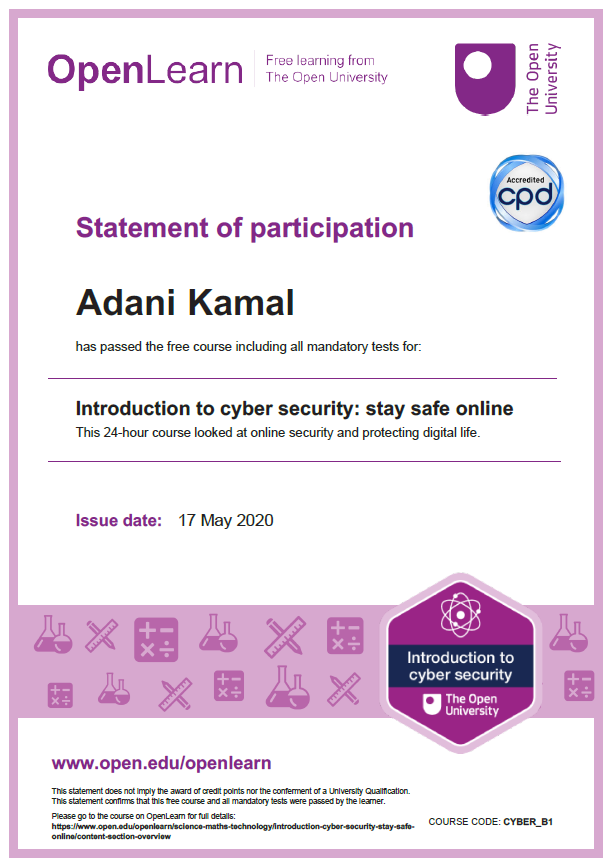 OpenLearn
Free learning from
The Open University
The Open
University
Accredited
cpd
Statement of participation
Adani Kamal
has passed the free course including all mandatory tests for:
Introduction to cyber security: stay safe online
This 24-hour course looked at online security and protecting digital life.
Issue date: 17 May 2020
Introduction to
cyber security
The Open
University
www.open.edu/openlearn
This statement does not imply the award of credit points nor the conferment of a University Qualification.
This statement confirms that this free course and all mandatory tests were passed by the learner.
Please go to the course on OpenLearn for full details:
https://www.open.edu/openlearn/science-maths-technology/introduction-cyber-security-stay-safe-
online/content-section-overview
COURSE CODE: CYBER_B1